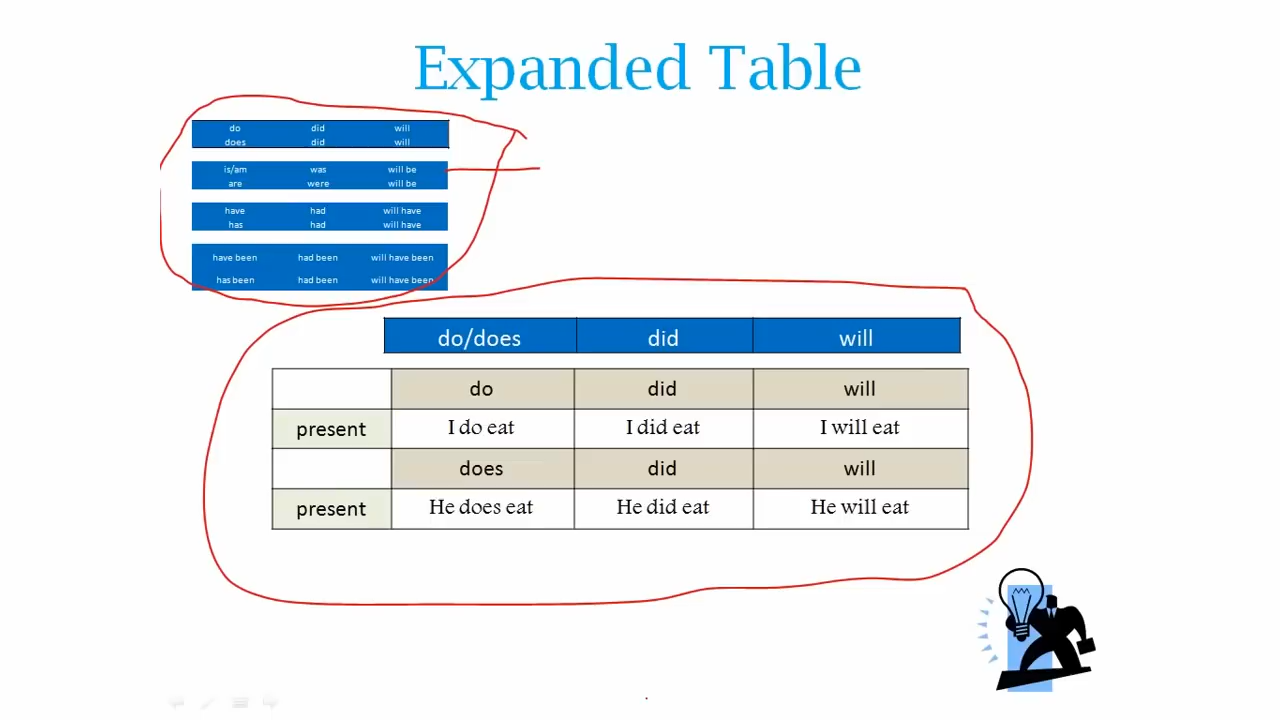 Expanded Table
do did will
does did will
is/am was will be
are were will be
have had will have
has had will have
have been had been will have been
has been had been will have been
do/does did will
do did will
present I do eat I did eat I will eat
does did will
present He does eat He did eat He will eat